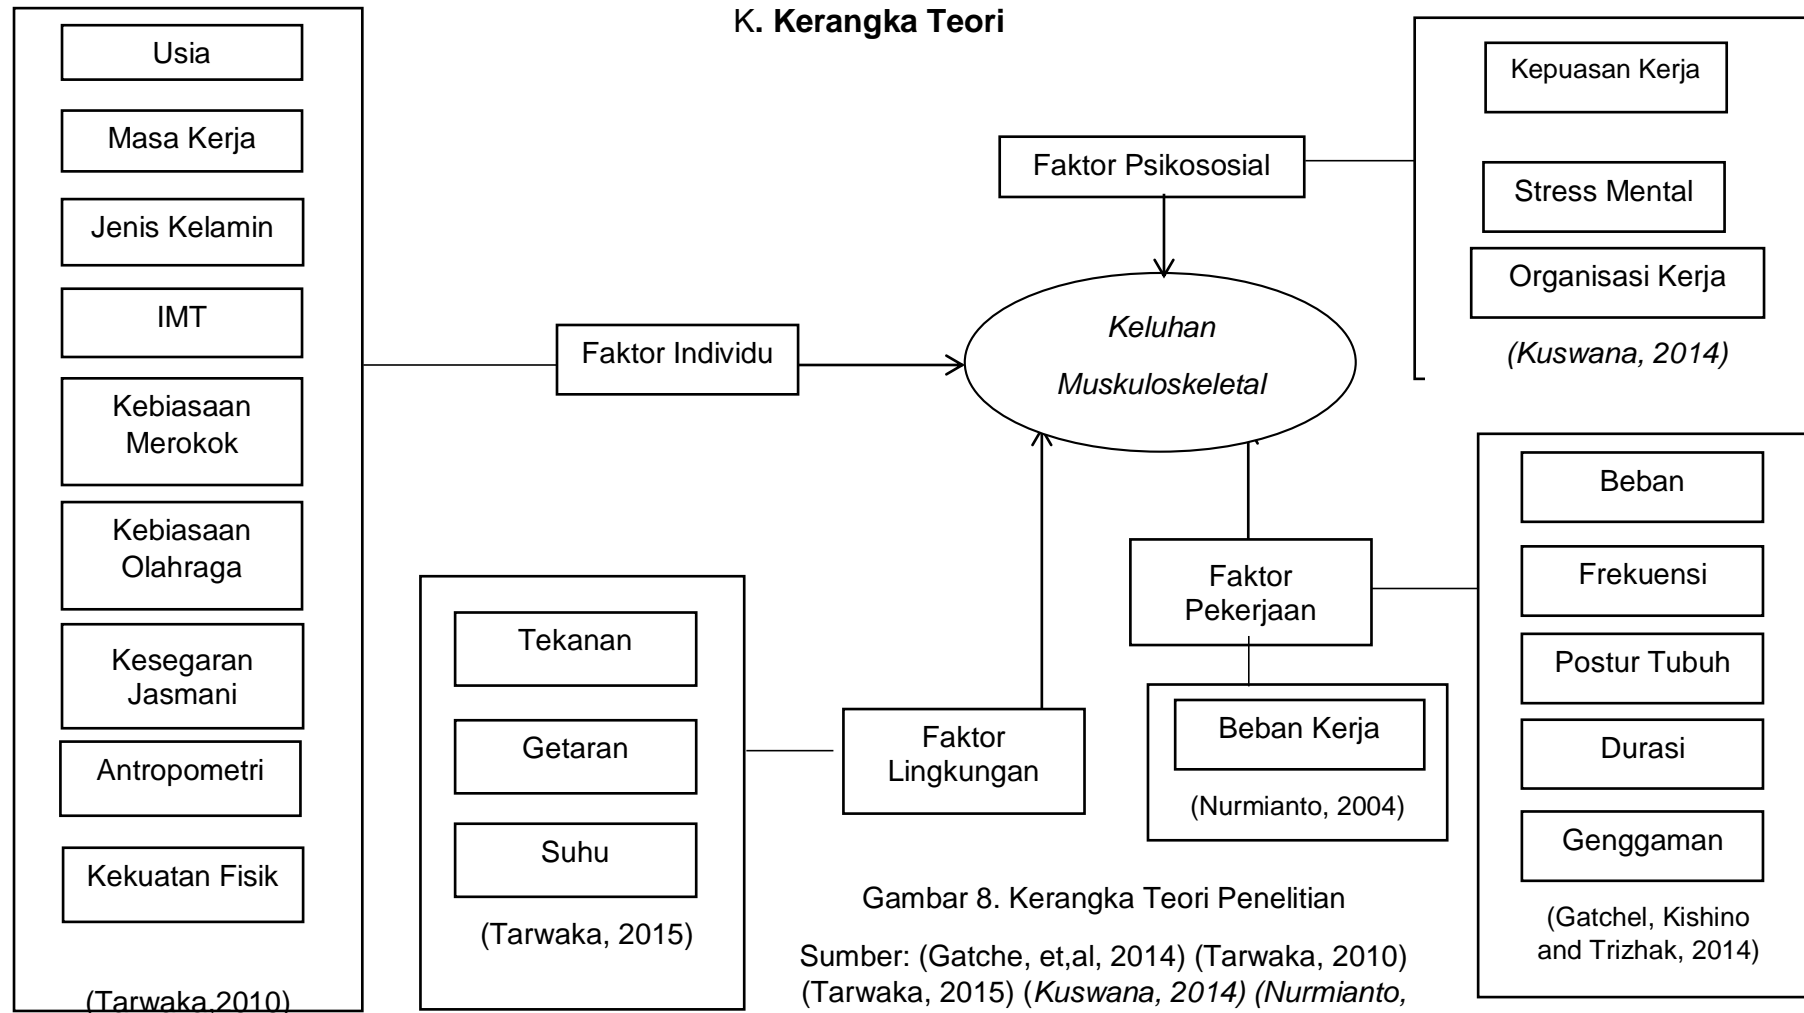 K. Kerangka Teori
Usia
Masa Kerja
Jenis Kelamin
IMT
Kebiasaan
Merokok
Kebiasaan
Olahraga
Kesegaran
Jasmani
Antropometri
Kekuatan Fisik
(Tarwaka,2010)
Faktor Individu
Tekanan
Getaran
Suhu
(Tarwaka, 2015)
Faktor
Lingkungan
Keluhan
Muskuloskeletal
Faktor Psikososial
Kepuasan Kerja
Stress Mental
Organisasi Kerja
(Kuswana, 2014)
Faktor
Pekerjaan
Beban Kerja
(Nurmianto, 2004)
Beban
Frekuensi
Postur Tubuh
Durasi
Genggaman
(Gatchel, Kishino
and Trizhak, 2014)
Gambar 8. Kerangka Teori Penelitian
Sumber: (Gatche, et,al, 2014) (Tarwaka, 2010)
(Tarwaka, 2015) (Kuswana, 2014) (Nurmianto,